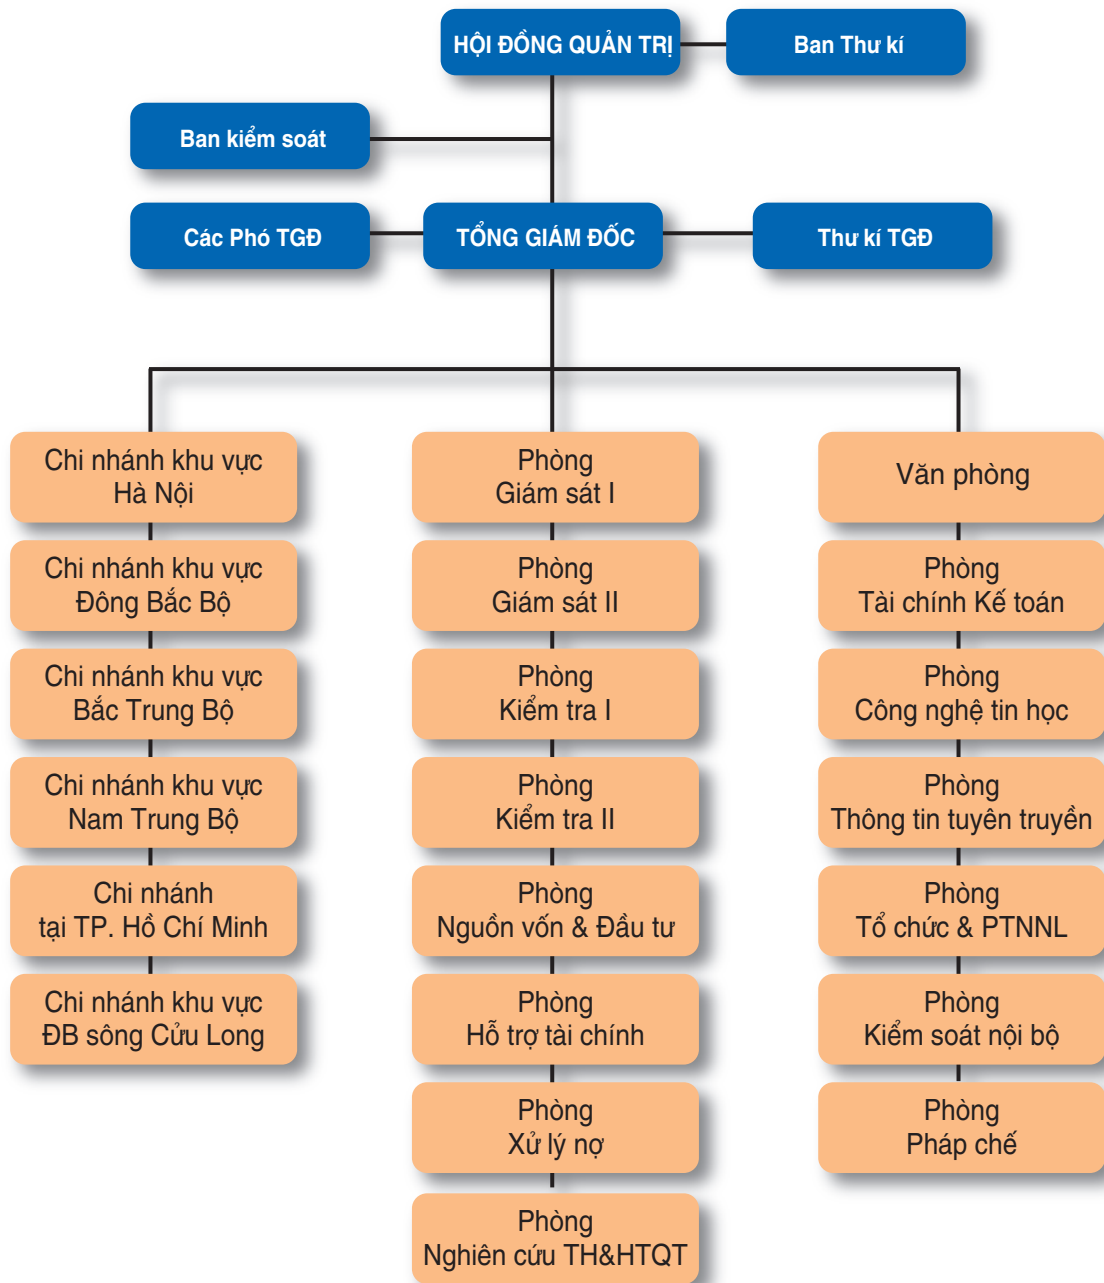 HỘI ĐỒNG QUẢN TRỊ
Ban Thư kí
Ban kiểm soát
Các Phó TGĐ
TỔNG GIÁM ĐỐC
Thư kí TGĐ
Chi nhánh khu vực
Hà Nội
Chi nhánh khu vực
Đông Bắc Bộ
Chi nhánh khu vực
Bắc Trung Bộ
Chi nhánh khu vực
Nam Trung Bộ
Chi nhánh
tại TP. Hồ Chí Minh
Chi nhánh khu vực
ĐB sông Cửu Long
Phòng
Giám sát I
Phòng
Giám sát II
Phòng
Kiểm tra I
Phòng
Kiểm tra II
Phòng
Nguồn vốn & Đầu tư
Phòng
Hỗ trợ tài chính
Phòng
Xử lý nợ
Phòng
Nghiên cứu TH&HTQT
Văn phòng
Phòng
Tài chính Kế toán
Phòng
Công nghệ tin học
Phòng
Thông tin tuyên truyền
Phòng
Tổ chức & PTNNL
Phòng
Kiểm soát nội bộ
Phòng
Pháp chế